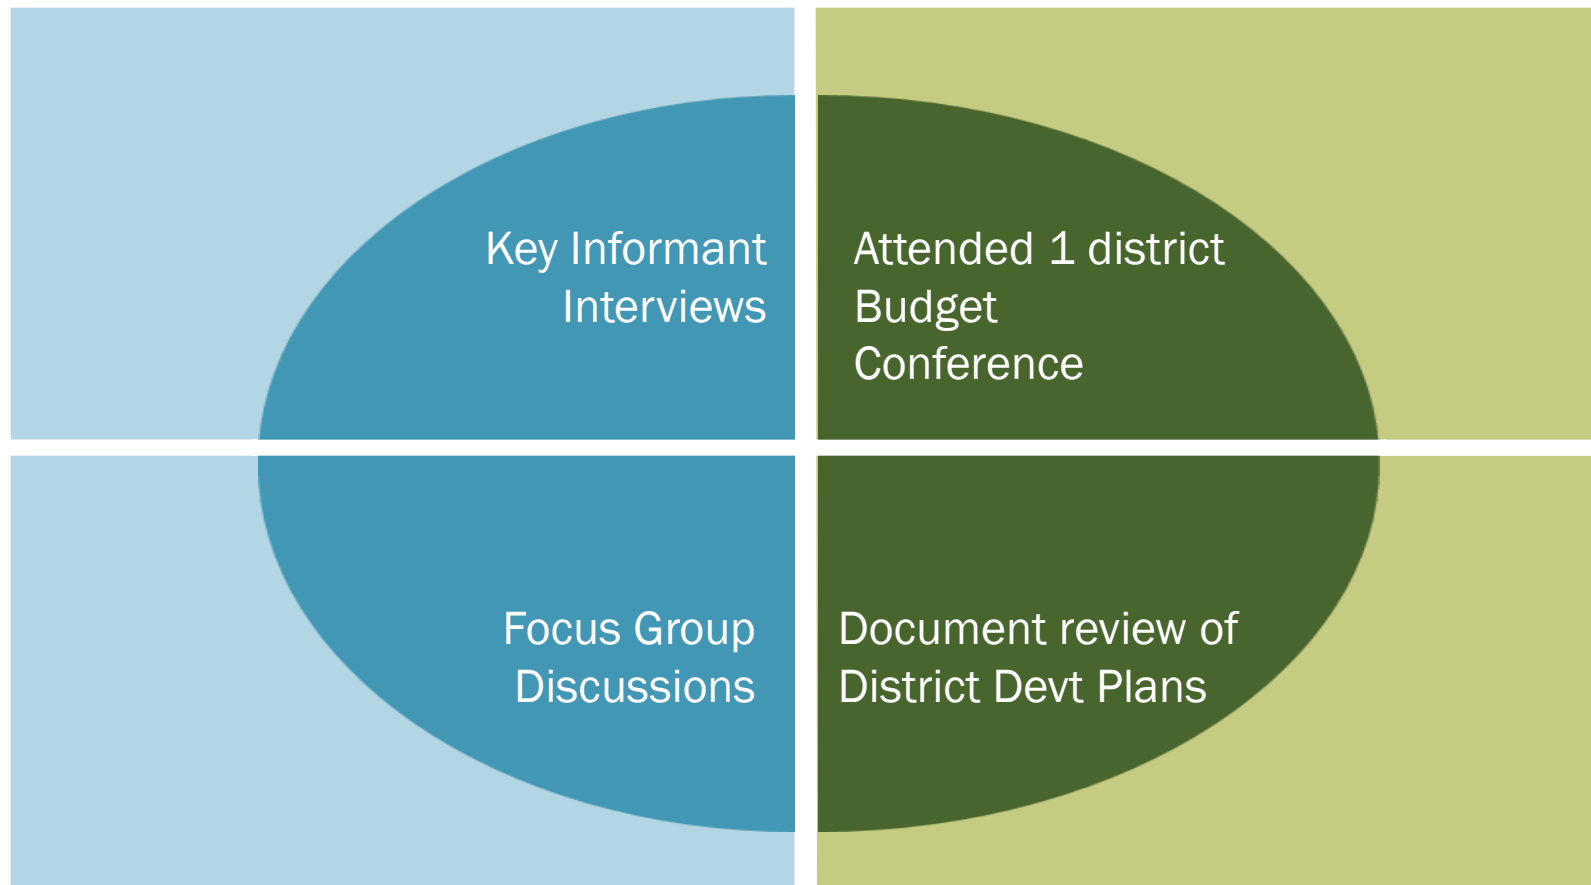 Key Informant
Interviews
Attended 1 district
Budget
Conference
Focus Group
Discussions
Document review of
District Devt Plans